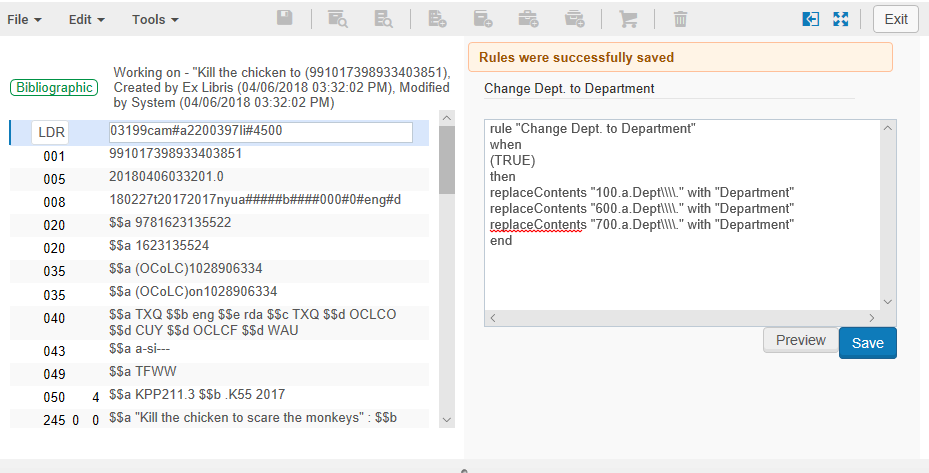 File Edit Tools Exit
Bibliographic
Working on - "Kill the chicken to (991017398933403851),
Created by Ex Libris (04/06/2018 03:32:02 PM), Modified
by System (04/06/2018 03:32:02 PM)
LDR 03199cam#a2200397Ii#4500
001 991017398933403851
005 20180406033201.0
008 180227t20172017nyua#####b####000#0#eng#d
020 $$a 9781623135522
020 $$a 1623135524
035 $$a (OCoLC)1028906334
035 $$a (OCoLC)on1028906334
040 $$a TXQ $$b eng $$e rda $$c TXQ $$d OCLCO
$$d CUY $$d OCLCF $$d WAU
043 $$a a-si---
049 $$a TFWW
050 4 $$a KPP211.3 $$b .K55 2017
245 0 0 $$a "Kill the chicken to scare the monkeys" : $$b
Rules were successfully saved
Change Dept. to Department
rule "Change Dept. to Department"
when
(TRUE)
then
replaceContents "100.a.Dept\\\\." with "Department"
replaceContents "600.a.Dept\\\\." with "Department"
replaceContents "700.a.Dept\\\\." with "Department"
end
Preview Save